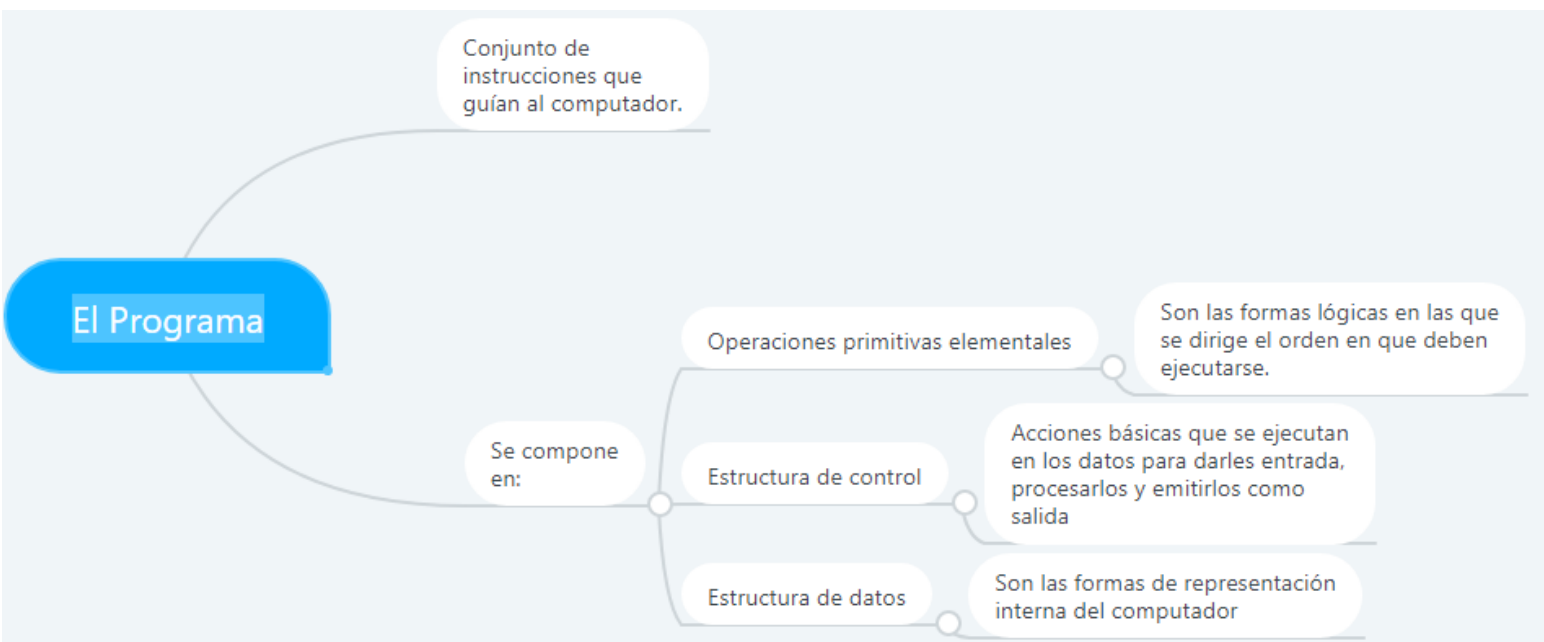 Conjunto de
instrucciones que
guían al computador.
El Programa
Se compone
en:
Operaciones primitivas elementales
Son las formas lógicas en las que
se dirige el orden en que deben
ejecutarse.
Estructura de control
Acciones básicas que se ejecutan
en los datos para darles entrada,
procesarlos y emitirlos como
salida
Estructura de datos
Son las formas de representación
interna del computador